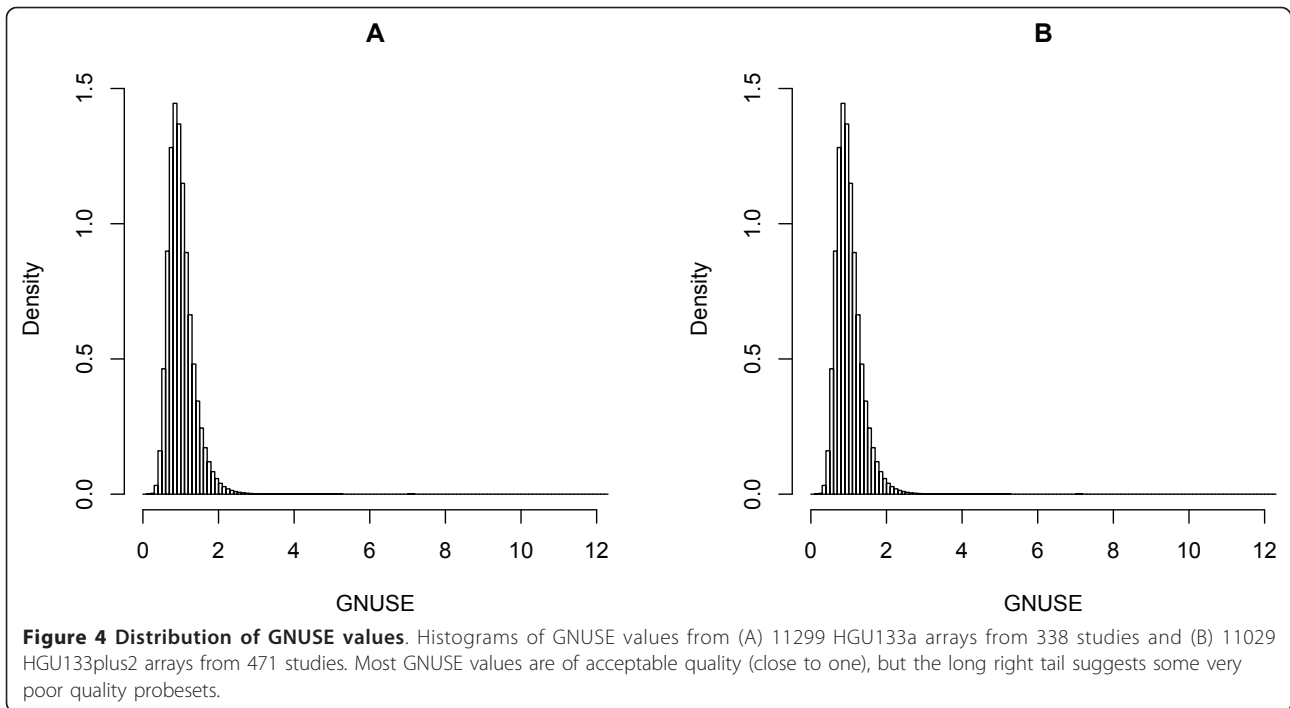 A
B
1.5
1.0
0.5
0.0
Density
0 2 4 6 8 10 12
GNUSE
1.5
1.0
0.5
0.0
Density
0 2 4 6 8 10 12
GNUSE
Figure 4 Distribution of GNUSE values. Histograms of GNUSE values from (A) 11299 HGU133a arrays from 338 studies and (B) 11029
HGU133plus2 arrays from 471 studies. Most GNUSE values are of acceptable quality (close to one), but the long right tail suggests some very
poor quality probesets.